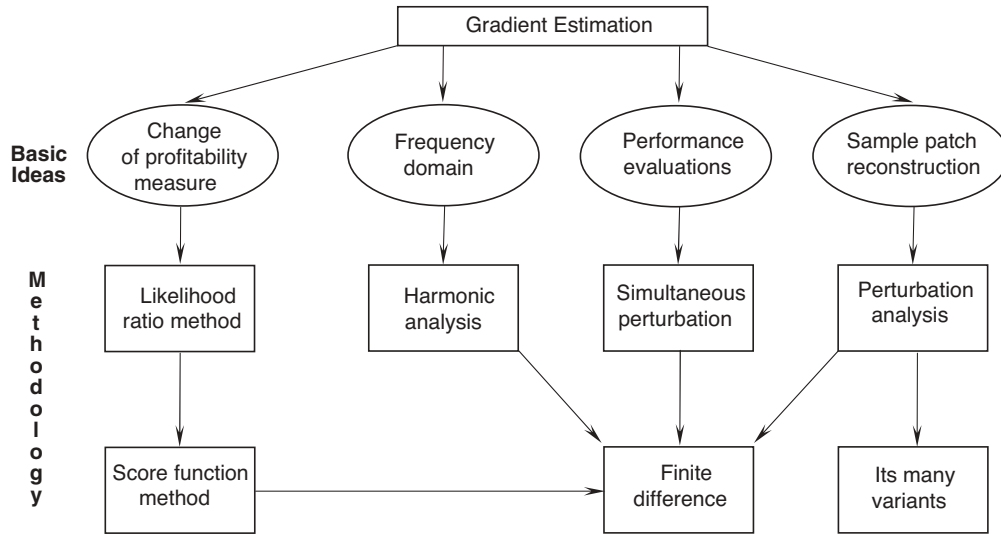 Gradient Estimation
Basic
Ideas
Change
of profitability
measure
Frequency
domain
Performance
evaluations
Sample patch
reconstruction
Methodology
Likelihood
ratio method
Harmonic
analysis
Simultaneous
perturbation
Perturbation
analysis
Score function
method
Finite
difference
Its many
variants